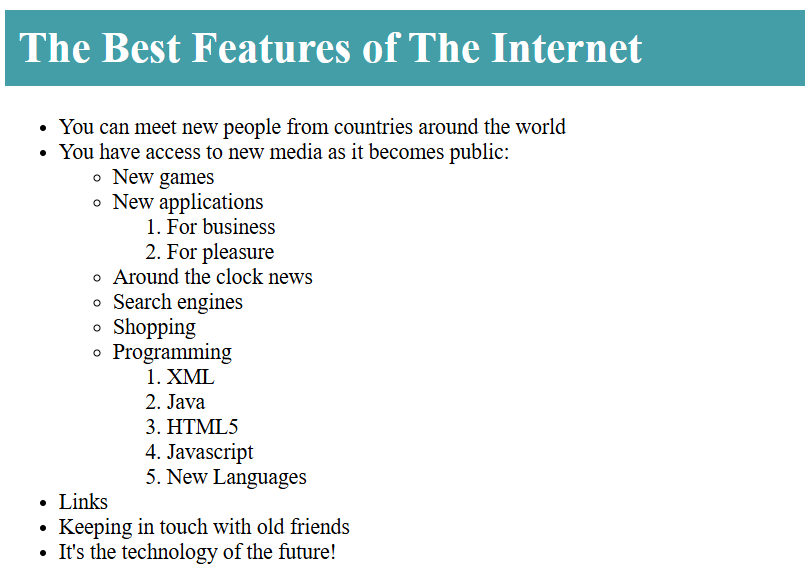 The Best Features of The Internet
• You can meet new people from countries around the world
• You have access to new media as it becomes public:
◦ New games
◦ New applications
1. For business
2. For pleasure
◦ Around the clock news
◦ Search engines
◦ Shopping
◦ Programming
1. XML
2. Java
3. HTML5
4. Javascript
5. New Languages
• Links
• Keeping in touch with old friends
• It's the technology of the future!